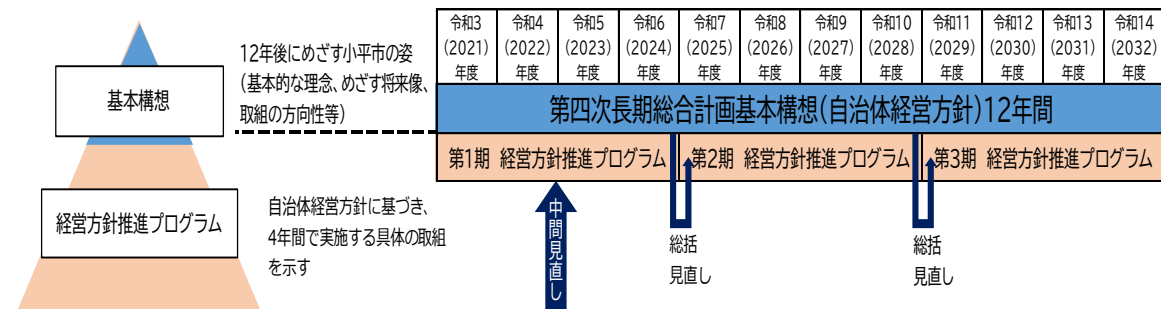 令和3 令和4 令和5 令和6 令和7 令和8 令和9 令和10 令和11 令和12 令和13 令和14
(2021) (2022) (2023) (2024) (2025) (2026) (2027) (2028) (2029) (2030) (2031) (2032)
年度 年度 年度 年度 年度 年度 年度 年度 年度 年度 年度 年度
12年後にめざす小平市の姿
(基本的な理念、めざす将来像、
取組の方向性等)
基本構想
第四次長期総合計画基本構想(自治体経営方針)12年間
第1期 経営方針推進プログラム
第2期 経営方針推進プログラム
第3期 経営方針推進プログラム
経営方針推進プログラム
自治体経営方針に基づき、
4年間で実施する具体の取組
を示す
中間見直し
総括
見直し
総括
見直し